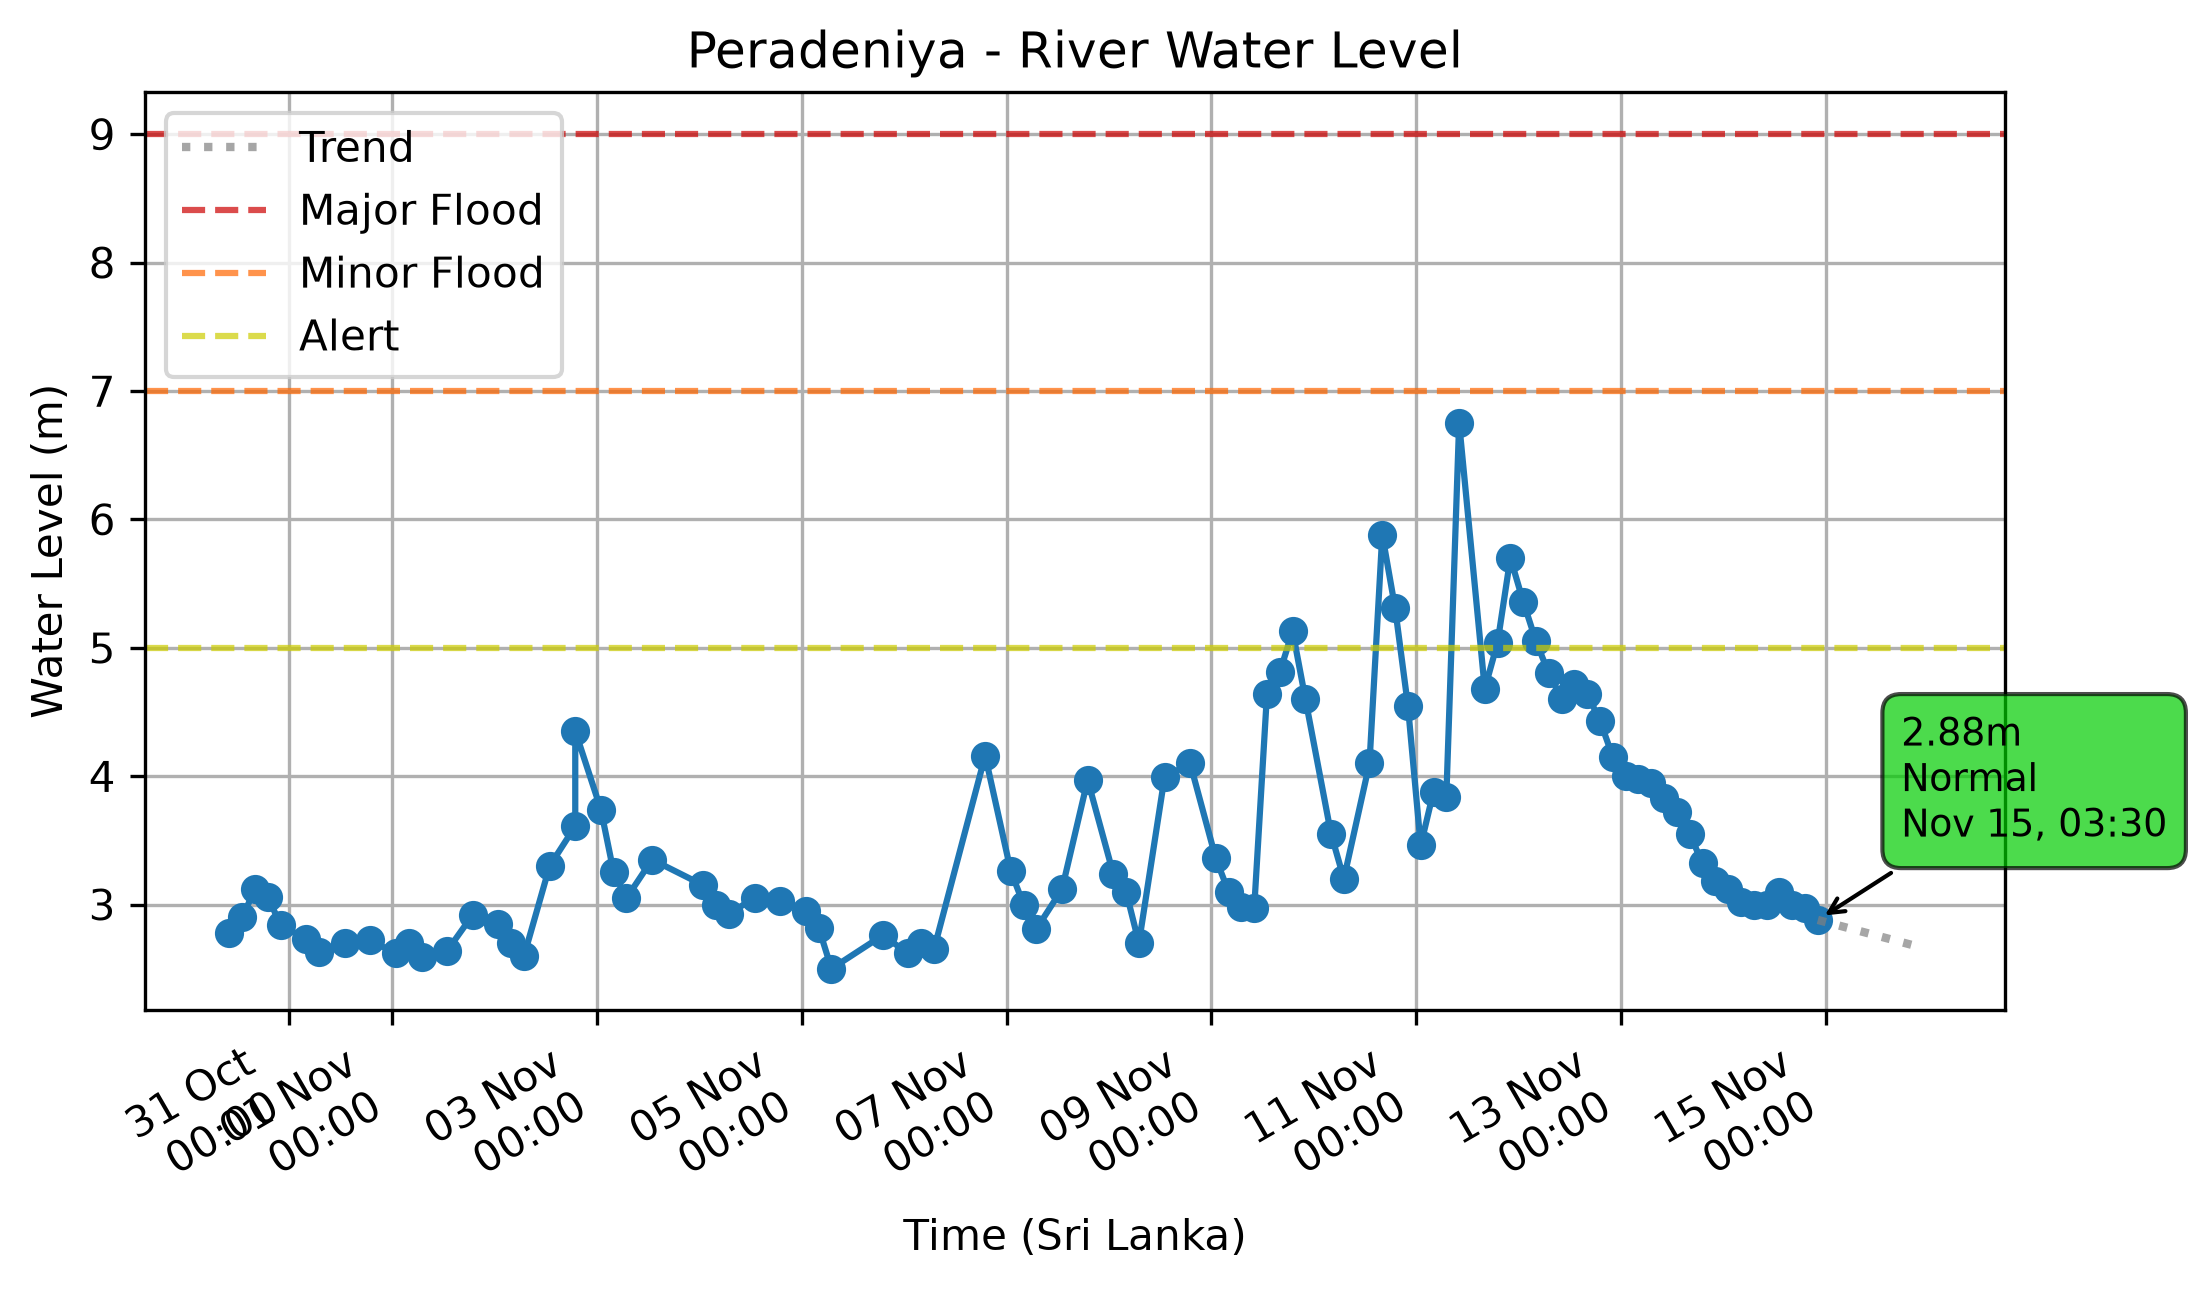 Peradeniya - River Water Level
Water Level (m)
9
8
7
6
5
4
3
Trend
Major Flood
Minor Flood
Alert
2.88m
Normal
Nov 15, 03:30
31 Oct
00:00
01 Nov
00:00
03 Nov
00:00
05 Nov
00:00
07 Nov
00:00
09 Nov
00:00
11 Nov
00:00
13 Nov
00:00
15 Nov
00:00
Time (Sri Lanka)